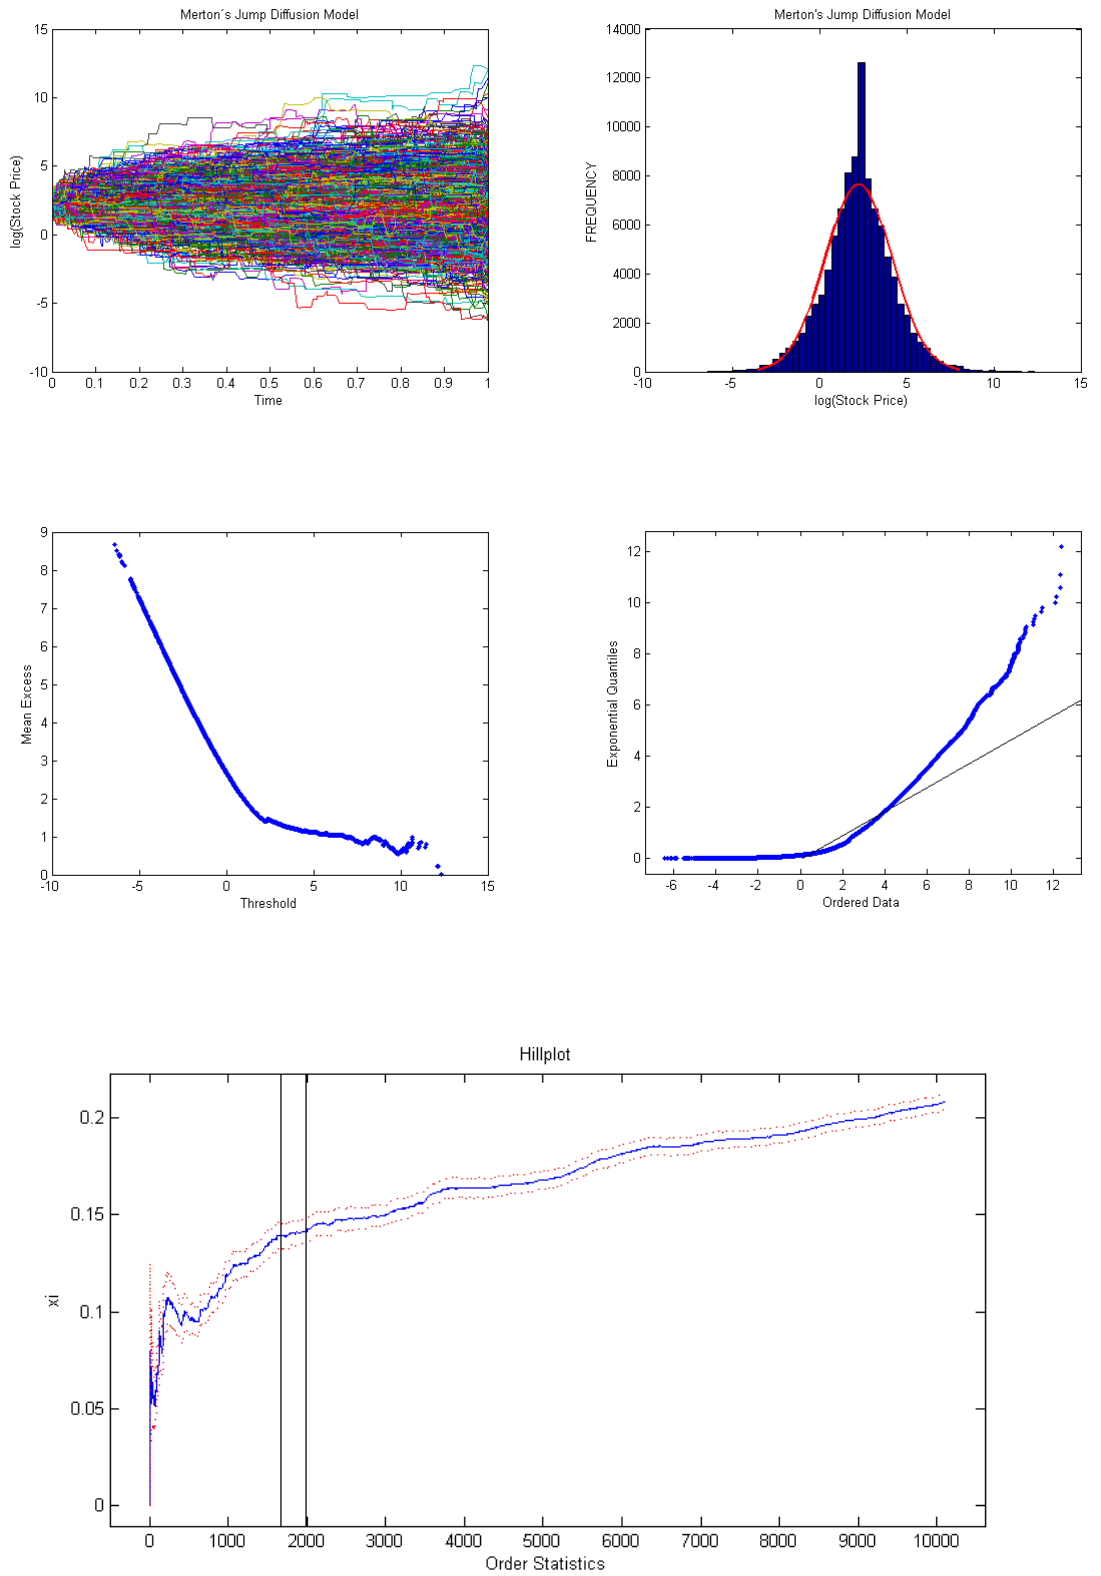 Merton´s Jump Diffusion Model
15
10
5
0
-5
-10
log(Stock Price)
0 0.1 0.2 0.3 0.4 0.5 0.6 0.7 0.8 0.9 1
Time
Merton's Jump Diffusion Model
14000
12000
10000
8000
6000
4000
2000
0
FREQUENCY
-10 -5 0 5 10 15
log(Stock Price)
9
8
7
6
5
4
3
2
1
0
Mean Excess
-10 -5 0 5 10 15
Threshold
12
10
8
6
4
2
0
Exponential Quantiles
-6 -4 -2 0 2 4 6 8 10 12
Ordered Data
Hillplot
0.2
0.15
0.1
0.05
0
xi
0 1000 2000 3000 4000 5000 6000 7000 8000 9000 10000
Order Statistics